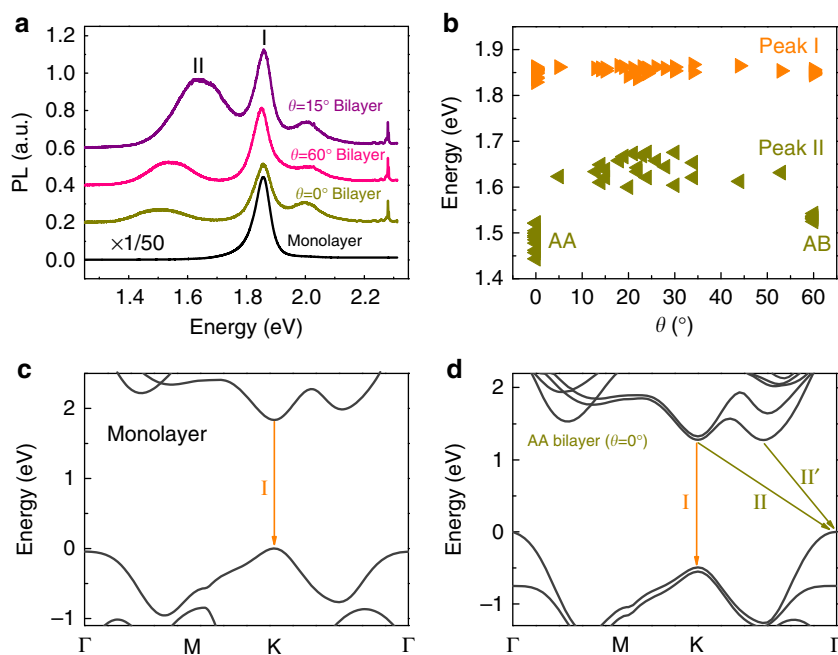 a
I
II
1.2
1.0
0.8
0.6
0.4
0.2
0.0
PL (a.u.)
θ=15° Bilayer
θ=60° Bilayer
θ=0° Bilayer
×1/50
Monolayer
1.4 1.6 1.8 2.0 2.2
Energy (eV)
b
1.9
1.8
1.7
1.6
1.5
1.4
Energy (eV)
Peak I
Peak II
AA
AB
0 10 20 30 40 50 60
θ (°)
c
2
1
0
−1
Energy (eV)
Monolayer
I
Γ M K Γ
d
2
1
0
−1
Energy (eV)
AA bilayer (θ=0°)
I
II
II′
Γ M K Γ